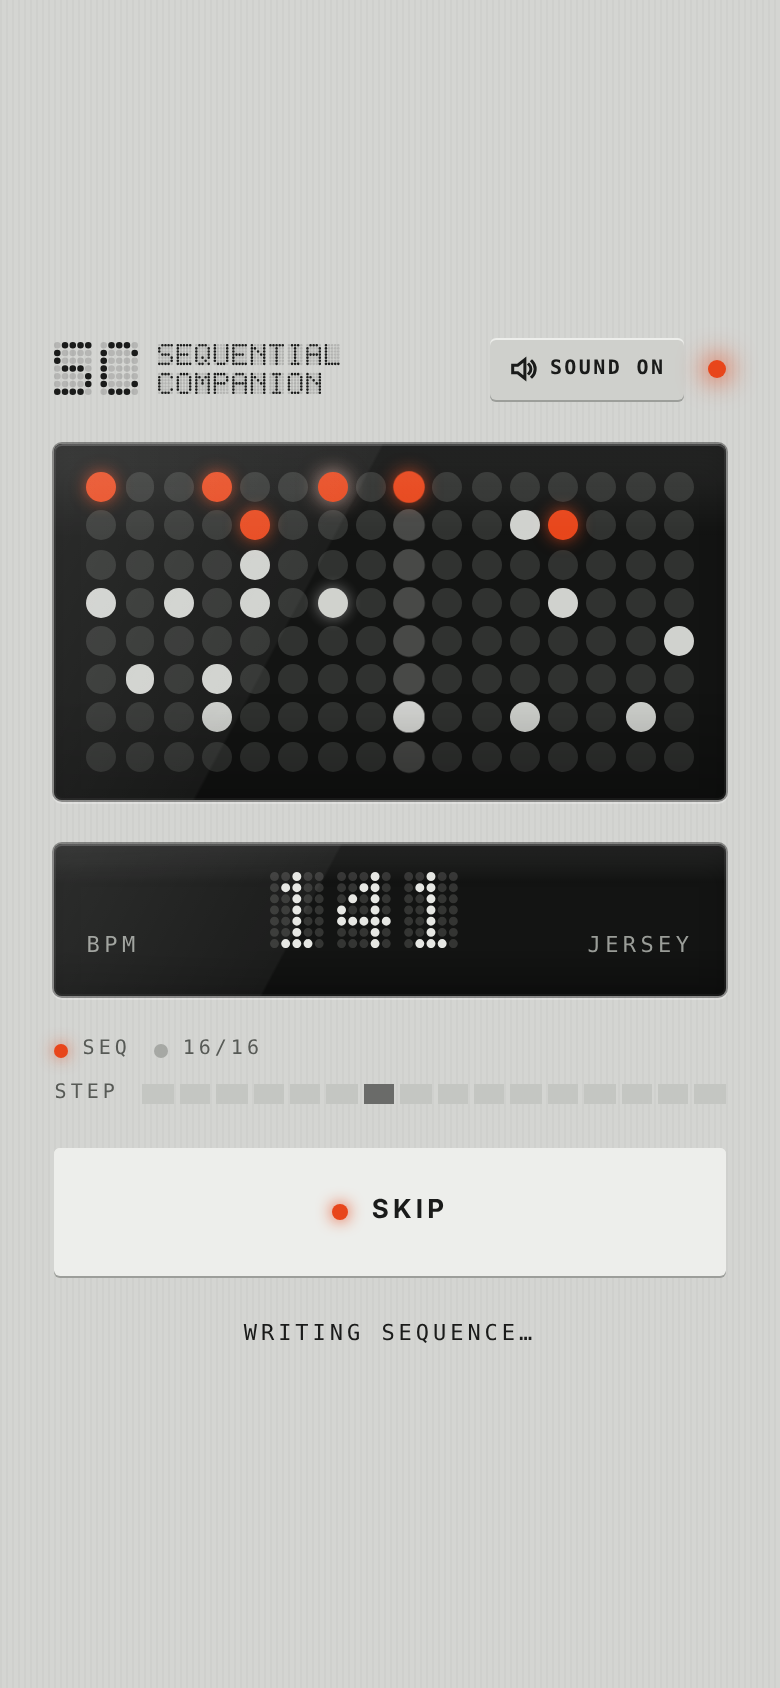 SC
SEQUENTIAL
COMPANION
SOUND ON
141
BPM
JERSEY
SEQ
16/16
STEP
SKIP
WRITING SEQUENCE…